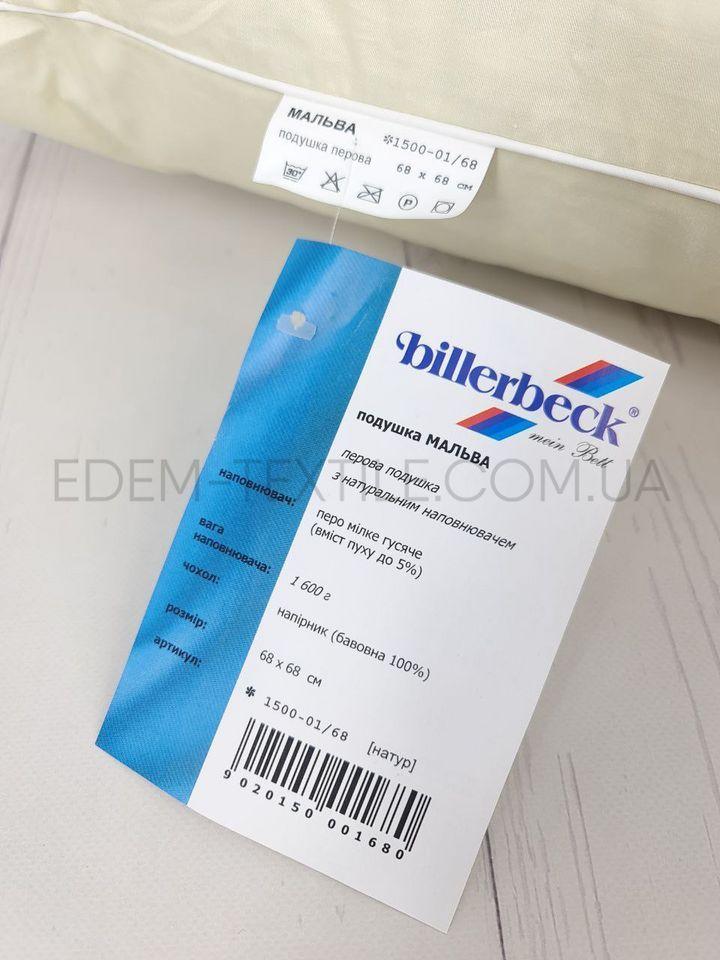 МАЛЬВА
✻1500-01/68
подушка перова
68 x 68 см
30°
P
billerbeck®
mein Bett
подушка МАЛЬВА
перова подушка
з натуральним наповнювачем
наповнювач:
перо мілке гусяче
(вміст пуху до 5%)
вага
наповнювача:
1 600 г
чохол:
напірник (бавовна 100%)
розмір:
68 x 68 см
артикул:
✻ 1500-01/68 [натур]
9 020150 001680
EDEM-TEXTILE.COM.UA